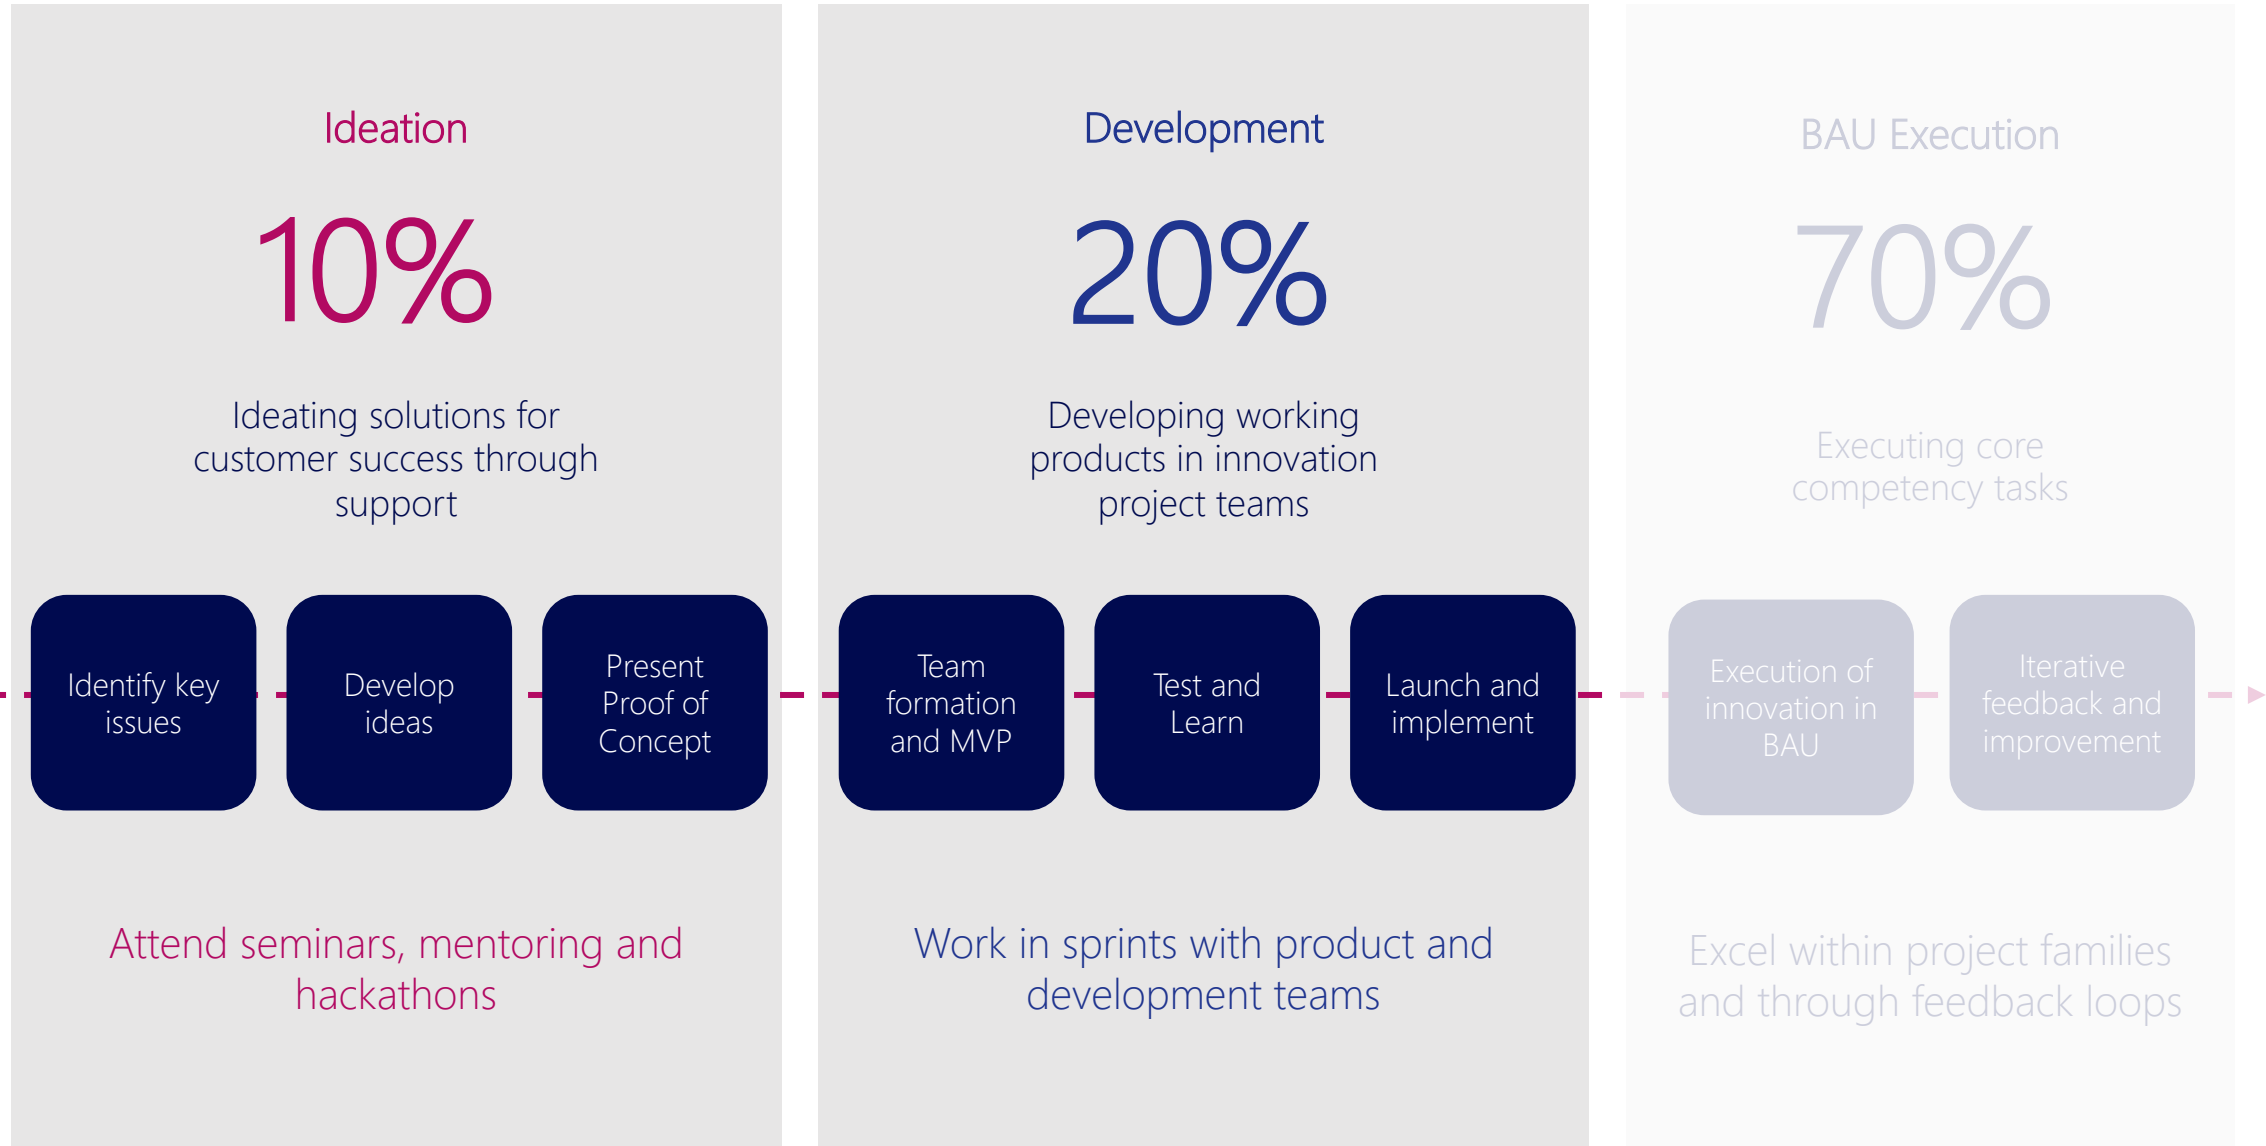 Ideation
10%
Ideating solutions for
customer success through
support
Identify key
issues
Develop
ideas
Present
Proof of
Concept
Attend seminars, mentoring and
hackathons
Development
20%
Developing working
products in innovation
project teams
Team
formation
and MVP
Test and
Learn
Launch and
implement
Work in sprints with product and
development teams
BAU Execution
70%
Executing core
competency tasks
Execution of
innovation in
BAU
Iterative
feedback and
improvement
Excel within project families
and through feedback loops